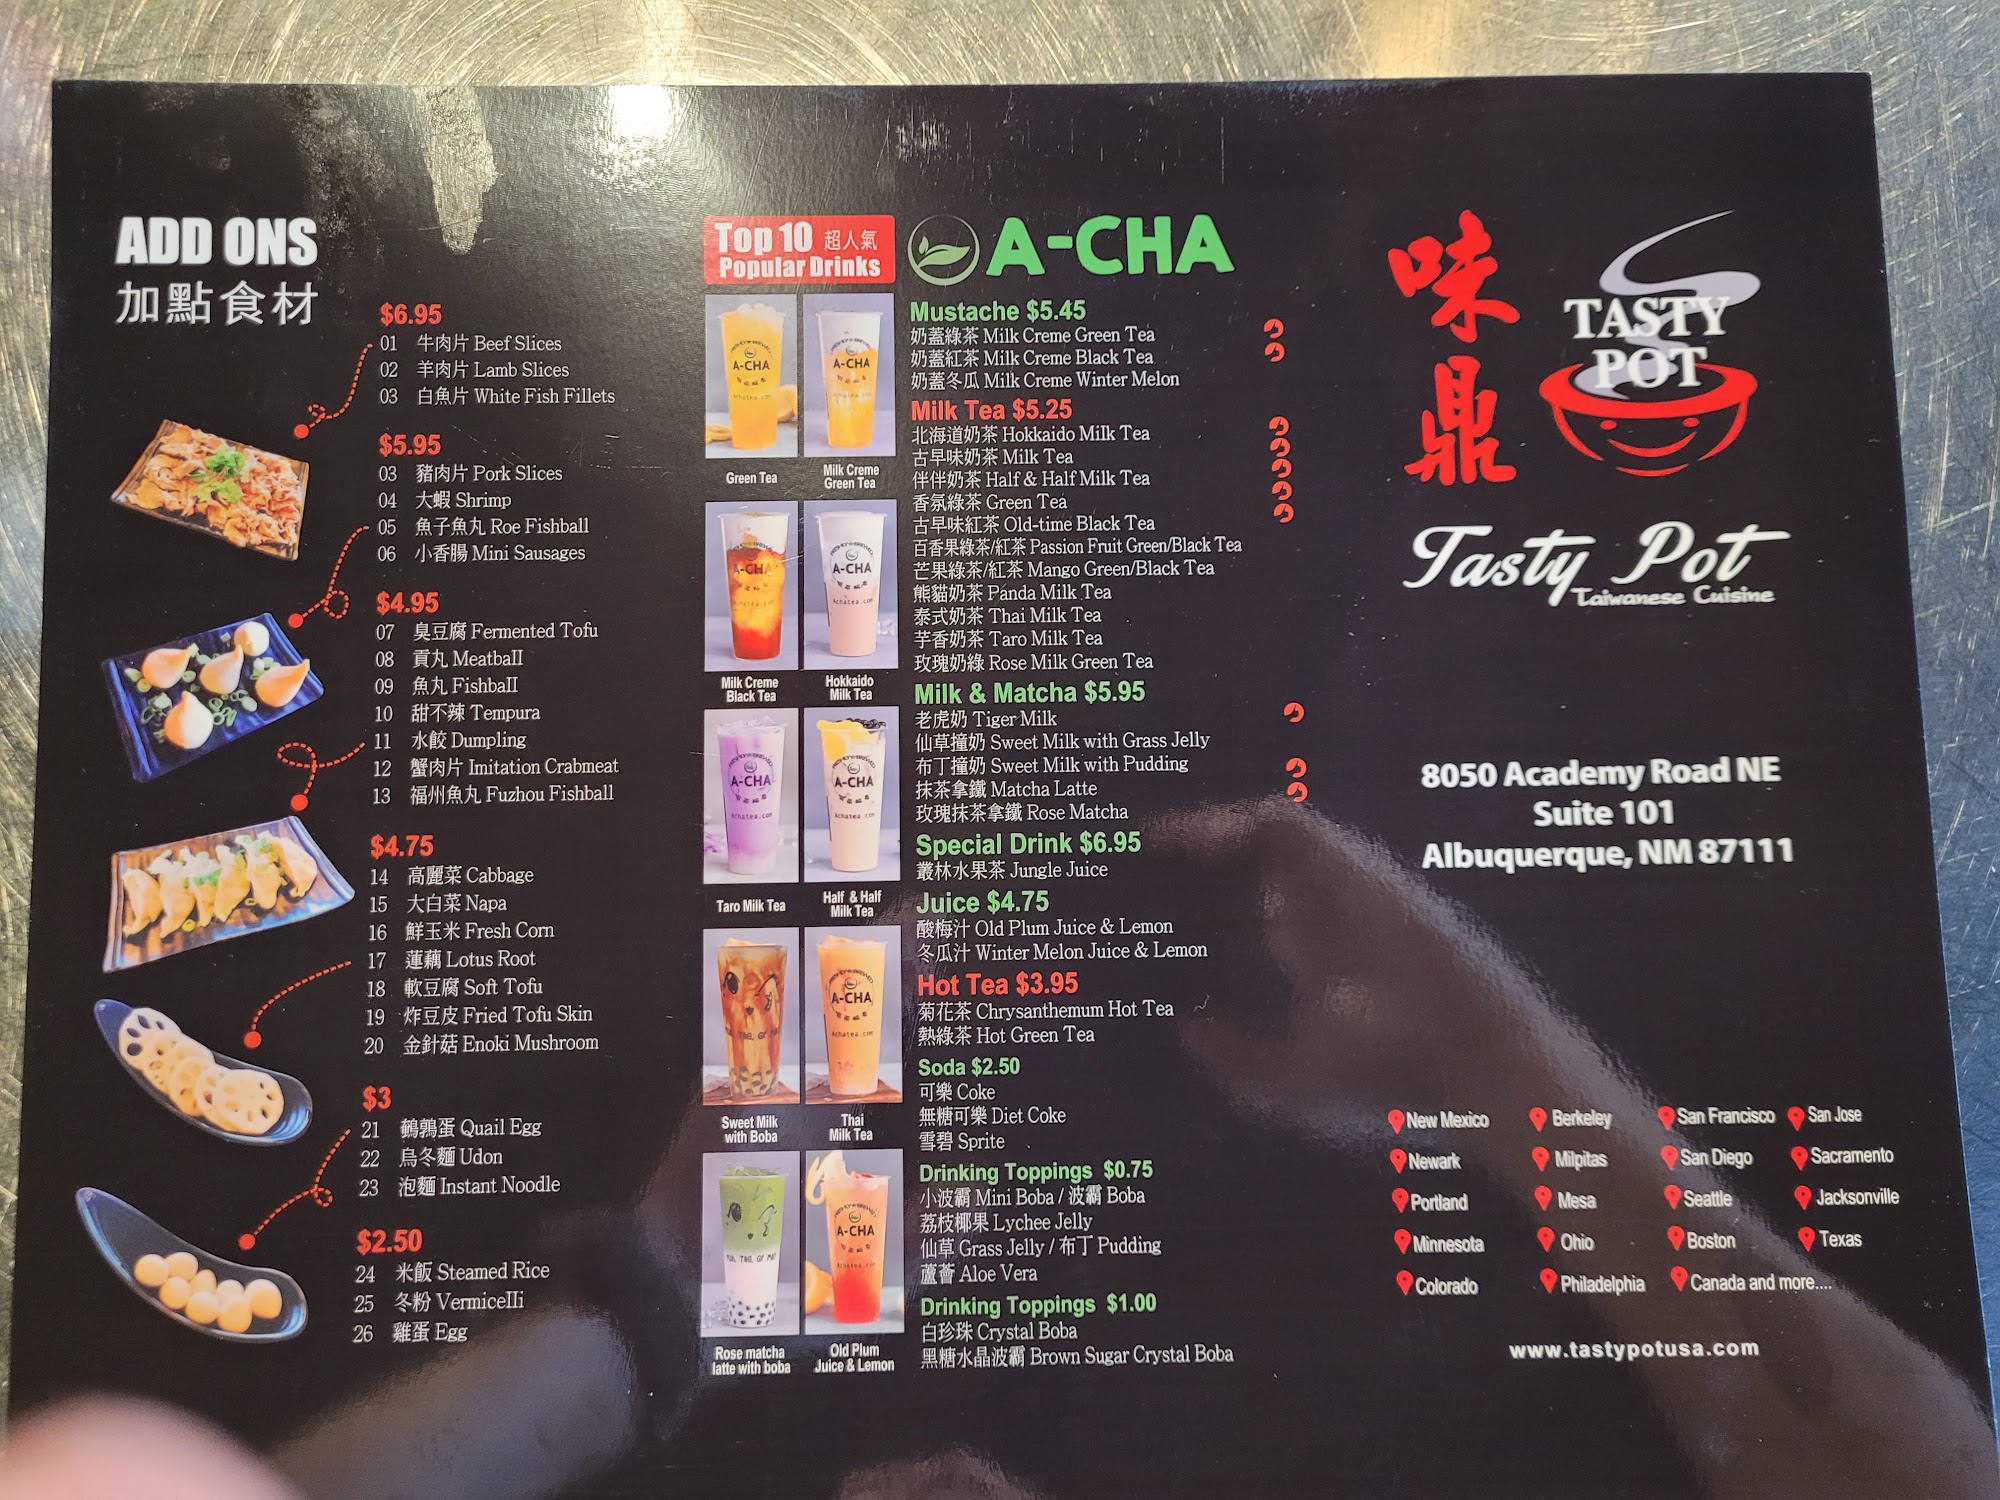 ADD ONS
加點食材
$6.95
01 牛肉片 Beef Slices
02 羊肉片 Lamb Slices
03 白魚片 White Fish Fillets
$5.95
03 豬肉片 Pork Slices
04 大蝦 Shrimp
05 魚子魚丸 Roe Fishball
06 小香腸 Mini Sausages
$4.95
07 臭豆腐 Fermented Tofu
08 貢丸 Meatball
09 魚丸 Fishball
10 甜不辣 Tempura
11 水餃 Dumpling
12 蟹肉片 Imitation Crabmeat
13 福州魚丸 Fuzhou Fishball
$4.75
14 高麗菜 Cabbage
15 大白菜 Napa
16 鮮玉米 Fresh Corn
17 蓮藕 Lotus Root
18 軟豆腐 Soft Tofu
19 炸豆皮 Fried Tofu Skin
20 金針菇 Enoki Mushroom
$3
21 鵪鶉蛋 Quail Egg
22 烏冬麵 Udon
23 泡麵 Instant Noodle
$2.50
24 米飯 Steamed Rice
25 冬粉 Vermicelli
26 雞蛋 Egg
Top 10 超人氣
Popular Drinks
A-CHA
Achatea.com
Green Tea
A-CHA
Achatea.com
Milk Creme
Green Tea
A-CHA
Achatea.com
Milk Creme
Black Tea
A-CHA
Achatea.com
Hokkaido
Milk Tea
A-CHA
Achatea.com
Taro Milk Tea
A-CHA
Achatea.com
Half & Half
Milk Tea
Sweet Milk
with Boba
A-CHA
Achatea.com
Thai
Milk Tea
Achatea.com
Rose matcha
latte with boba
A-CHA
Achatea.com
Old Plum
Juice & Lemon
A-CHA
Mustache $5.45
奶蓋綠茶 Milk Creme Green Tea
奶蓋紅茶 Milk Creme Black Tea
奶蓋冬瓜 Milk Creme Winter Melon
Milk Tea $5.25
北海道奶茶 Hokkaido Milk Tea
古早味奶茶 Milk Tea
伴伴奶茶 Half & Half Milk Tea
香氛綠茶 Green Tea
古早味紅茶 Old-time Black Tea
百香果綠茶/紅茶 Passion Fruit Green/Black Tea
芒果綠茶/紅茶 Mango Green/Black Tea
熊貓奶茶 Panda Milk Tea
泰式奶茶 Thai Milk Tea
芋香奶茶 Taro Milk Tea
玫瑰奶綠 Rose Milk Green Tea
Milk & Matcha $5.95
老虎奶 Tiger Milk
仙草撞奶 Sweet Milk with Grass Jelly
布丁撞奶 Sweet Milk with Pudding
抹茶拿鐵 Matcha Latte
玫瑰抹茶拿鐵 Rose Matcha
Special Drink $6.95
叢林水果茶 Jungle Juice
Juice $4.75
酸梅汁 Old Plum Juice & Lemon
冬瓜汁 Winter Melon Juice & Lemon
Hot Tea $3.95
菊花茶 Chrysanthemum Hot Tea
熱綠茶 Hot Green Tea
Soda $2.50
可樂 Coke
無糖可樂 Diet Coke
雪碧 Sprite
Drinking Toppings $0.75
小波霸 Mini Boba / 波霸 Boba
荔枝椰果 Lychee Jelly
仙草 Grass Jelly / 布丁 Pudding
蘆薈 Aloe Vera
Drinking Toppings $1.00
白珍珠 Crystal Boba
黑糖水晶波霸 Brown Sugar Crystal Boba
味鼎
TASTY
POT
Tasty Pot
Taiwanese Cuisine
8050 Academy Road NE
Suite 101
Albuquerque, NM 87111
New Mexico Berkeley San Francisco San Jose
Newark Milpitas San Diego Sacramento
Portland Mesa Seattle Jacksonville
Minnesota Ohio Boston Texas
Colorado Philadelphia Canada and more....
www.tastypotusa.com